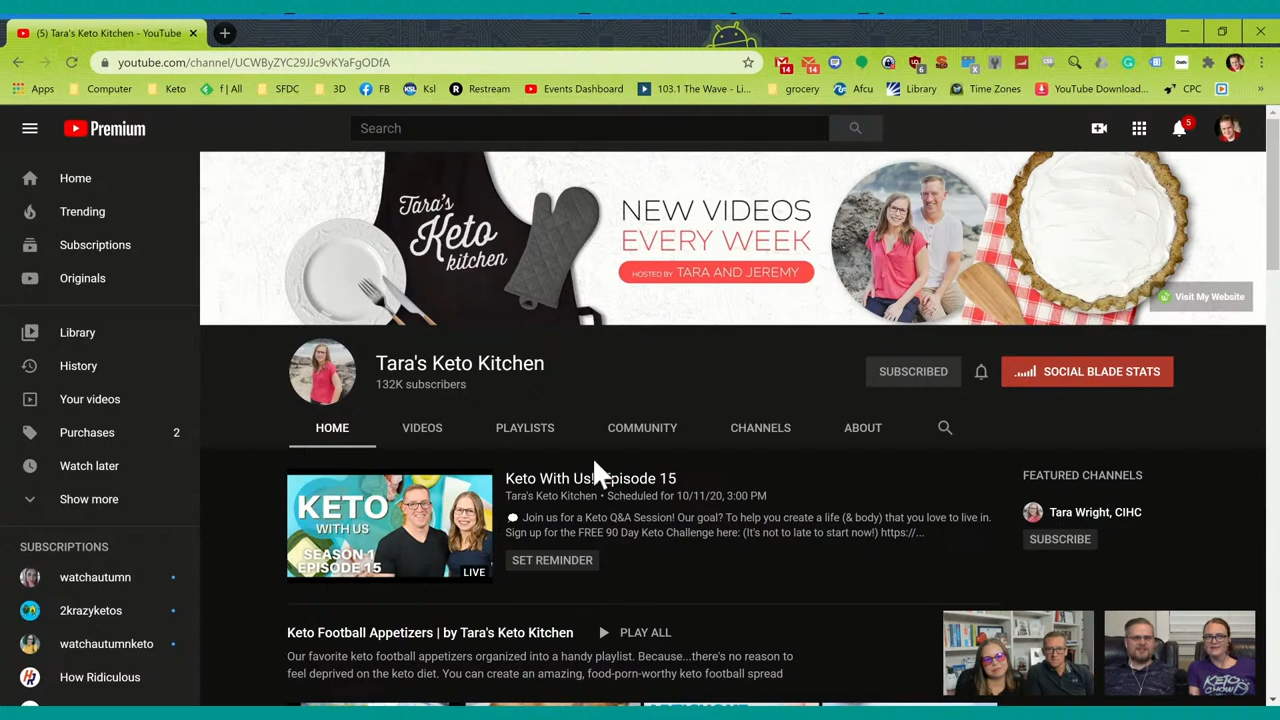 (5) Tara's Keto Kitchen - YouTube
youtube.com/channel/UCWByZYC29JJc9vKYaFgODfA
14
14
6
Apps Computer Keto f | All SFDC 3D FB Ksl Restream Events Dashboard 103.1 The Wave - Li... grocery Afcu Library Time Zones YouTube Download... CPC »
Premium
Search
5
Home
Trending
Subscriptions
Originals
Library
History
Your videos
Purchases 2
Watch later
Show more
SUBSCRIPTIONS
watchautumn
2krazyketos
watchautumnketo
How Ridiculous
Tara's
Keto
kitchen
NEW VIDEOS
EVERY WEEK
HOSTED BY TARA AND JEREMY
Visit My Website
Tara's Keto Kitchen
132K subscribers
SUBSCRIBED
SOCIAL BLADE STATS
HOME VIDEOS PLAYLISTS COMMUNITY CHANNELS ABOUT
KETO
WITH US
SEASON 1
EPISODE 15
LIVE
Keto With Us! Episode 15
Tara's Keto Kitchen • Scheduled for 10/11/20, 3:00 PM
💬 Join us for a Keto Q&A Session! Our goal? To help you create a life (& body) that you love to live in.
Sign up for the FREE 90 Day Keto Challenge here: (It's not to late to start now!) https://...
SET REMINDER
FEATURED CHANNELS
Tara Wright, CIHC
SUBSCRIBE
Keto Football Appetizers | by Tara's Keto Kitchen PLAY ALL
Our favorite keto football appetizers organized into a handy playlist. Because...there's no reason to
feel deprived on the keto diet. You can create an amazing, food-porn-worthy keto football spread
KETO
CHOW